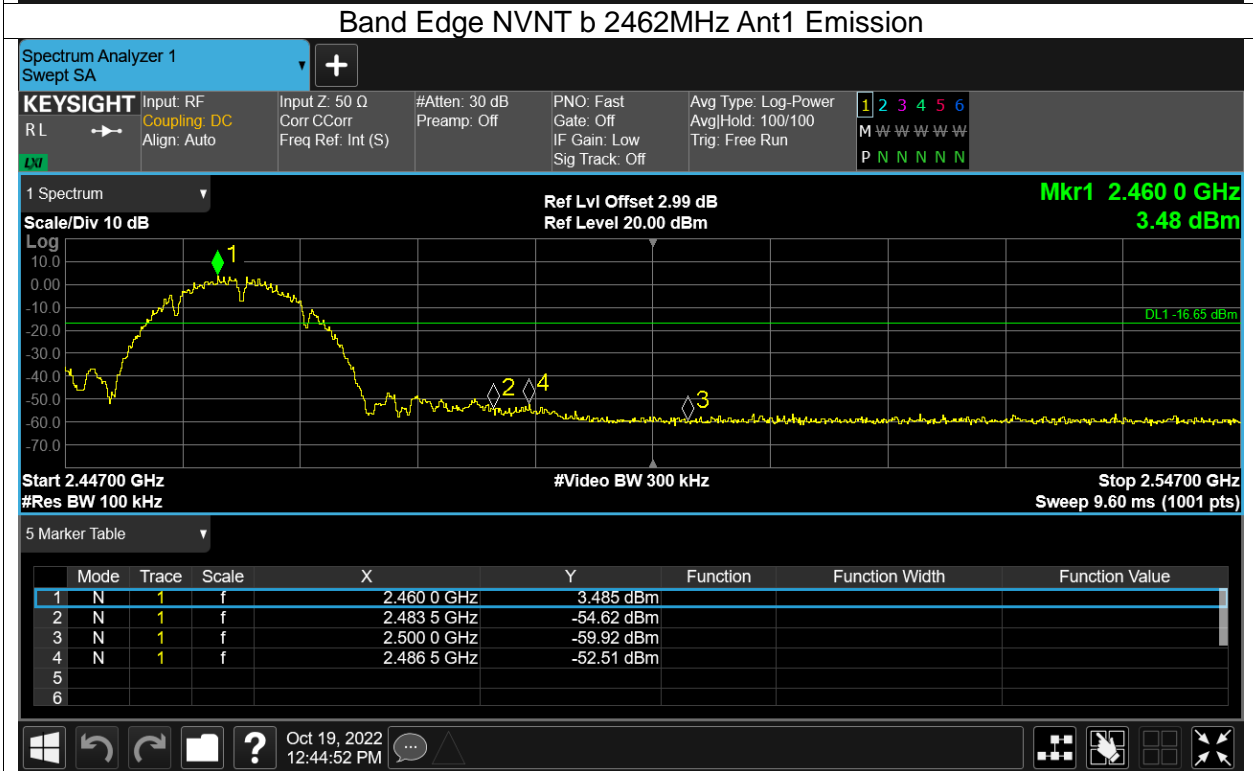 Band Edge NVNT b 2462MHz Ant1 Emission
Spectrum Analyzer 1
Swept SA
+
KEYSIGHT
RL
LXI
Input: RF
Coupling: DC
Align: Auto
Input Z: 50 Ω
Corr CCorr
Freq Ref: Int (S)
#Atten: 30 dB
Preamp: Off
PNO: Fast
Gate: Off
IF Gain: Low
Sig Track: Off
Avg Type: Log-Power
Avg|Hold: 100/100
Trig: Free Run
1 2 3 4 5 6
M W W W W W
P N N N N N
1 Spectrum
Scale/Div 10 dB
Ref Lvl Offset 2.99 dB
Ref Level 20.00 dBm
Mkr1 2.460 0 GHz
3.48 dBm
Log
10.0
0.00
-10.0
-20.0
-30.0
-40.0
-50.0
-60.0
-70.0
1
2
4
3
DL1 -16.65 dBm
Start 2.44700 GHz
#Video BW 300 kHz
Stop 2.54700 GHz
#Res BW 100 kHz
Sweep 9.60 ms (1001 pts)
5 Marker Table
Mode Trace Scale X Y Function Function Width Function Value
1 N 1 f 2.460 0 GHz 3.485 dBm
2 N 1 f 2.483 5 GHz -54.62 dBm
3 N 1 f 2.500 0 GHz -59.92 dBm
4 N 1 f 2.486 5 GHz -52.51 dBm
5
6
?
Oct 19, 2022
12:44:52 PM